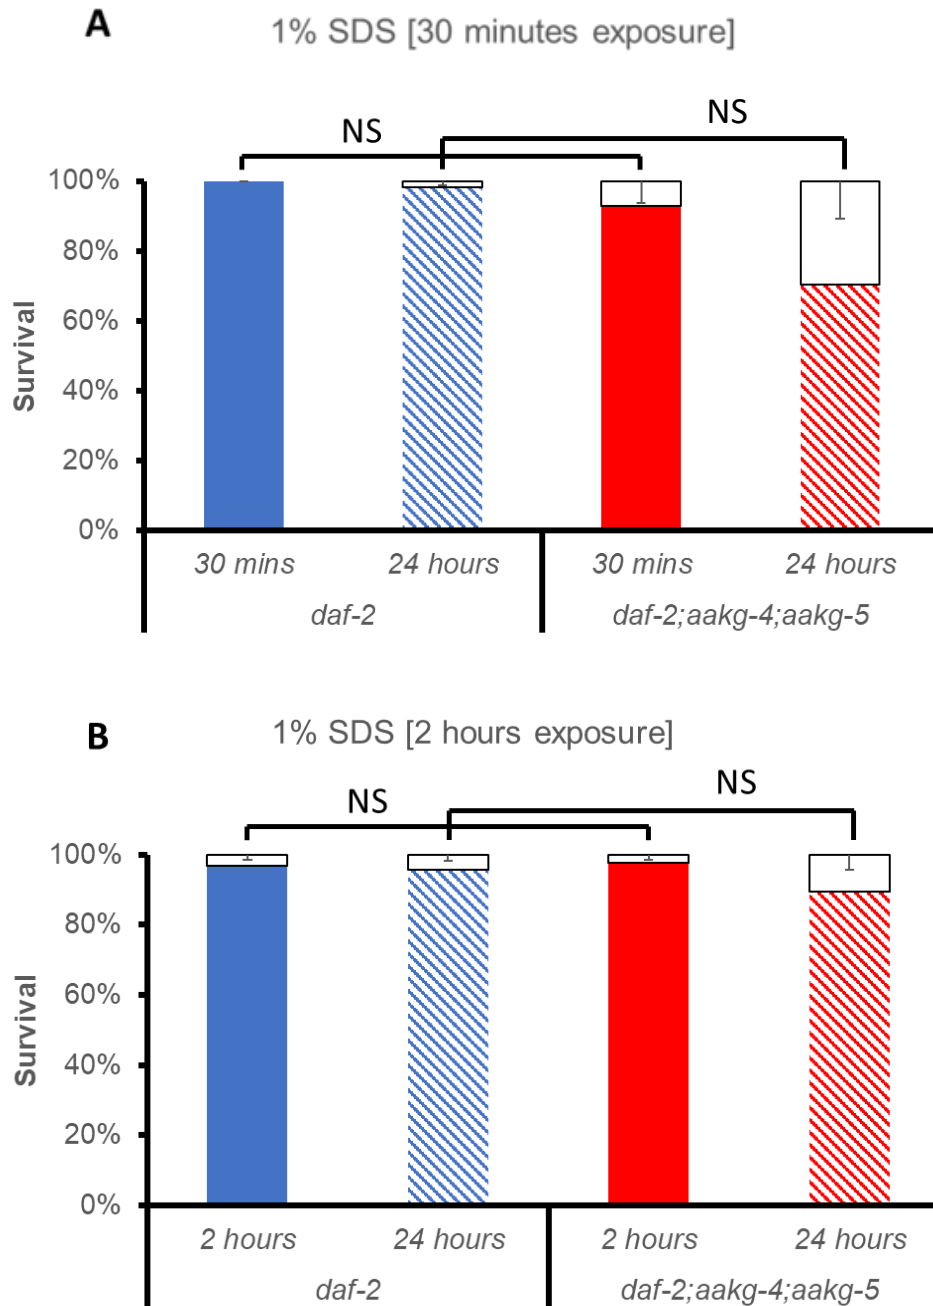 A
1% SDS [30 minutes exposure]
NS
NS
100%
80%
60%
40%
20%
0%
Survival
30 mins
24 hours
30 mins
24 hours
daf-2
daf-2;aakg-4;aakg-5
B
1% SDS [2 hours exposure]
NS
NS
100%
80%
60%
40%
20%
0%
Survival
2 hours
24 hours
2 hours
24 hours
daf-2
daf-2;aakg-4;aakg-5